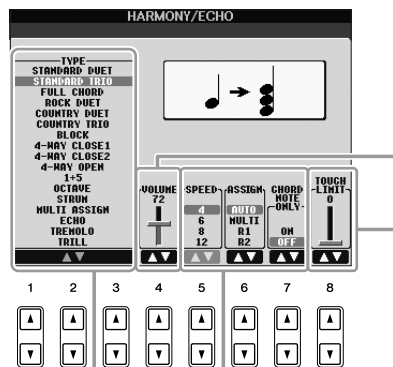 HARMONY/ECHO
TYPE
STANDARD DUET
STANDARD TRIO
FULL CHORD
ROCK DUET
COUNTRY DUET
COUNTRY TRIO
BLOCK
4-WAY CLOSE1
4-WAY CLOSE2
4-WAY OPEN
1+5
OCTAVE
STRUM
MULTI ASSIGN
ECHO
TREMOLO
TRILL
VOLUME
72
SPEED
4
6
8
12
ASSIGN
AUTO
MULTI
R1
R2
CHORD
NOTE
ONLY
ON
OFF
TOUCH
LIMIT
0
1 2 3 4 5 6 7 8